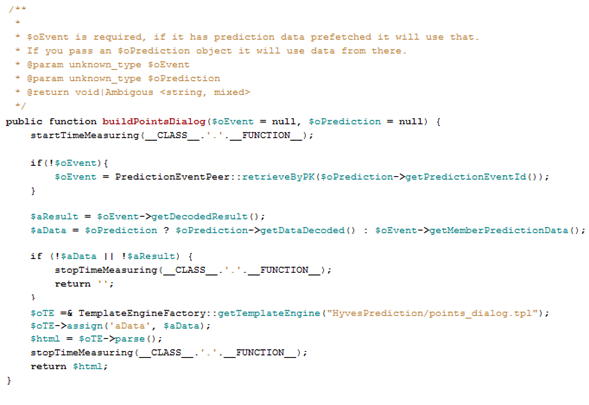 /**
 *
 * $oEvent is required, if it has prediction data prefetched it will use that.
 * If you pass an $oPrediction object it will use data from there.
 * @param unknown_type $oEvent
 * @param unknown_type $oPrediction
 * @return void|Ambigous <string, mixed>
 */
public function buildPointsDialog($oEvent = null, $oPrediction = null) {
    startTimeMeasuring(__CLASS__.'.'.__FUNCTION__);

    if(!$oEvent){
        $oEvent = PredictionEventPeer::retrieveByPK($oPrediction->getPredictionEventId());
    }

    $aResult = $oEvent->getDecodedResult();
    $aData = $oPrediction ? $oPrediction->getDataDecoded() : $oEvent->getMemberPredictionData();

    if (!$aData || !$aResult) {
        stopTimeMeasuring(__CLASS__.'.'.__FUNCTION__);
        return '';
    }
    $oTE =& TemplateEngineFactory::getTemplateEngine("HyvesPrediction/points_dialog.tpl");
    $oTE->assign('aData', $aData);
    $html = $oTE->parse();
    stopTimeMeasuring(__CLASS__.'.'.__FUNCTION__);
    return $html;
}